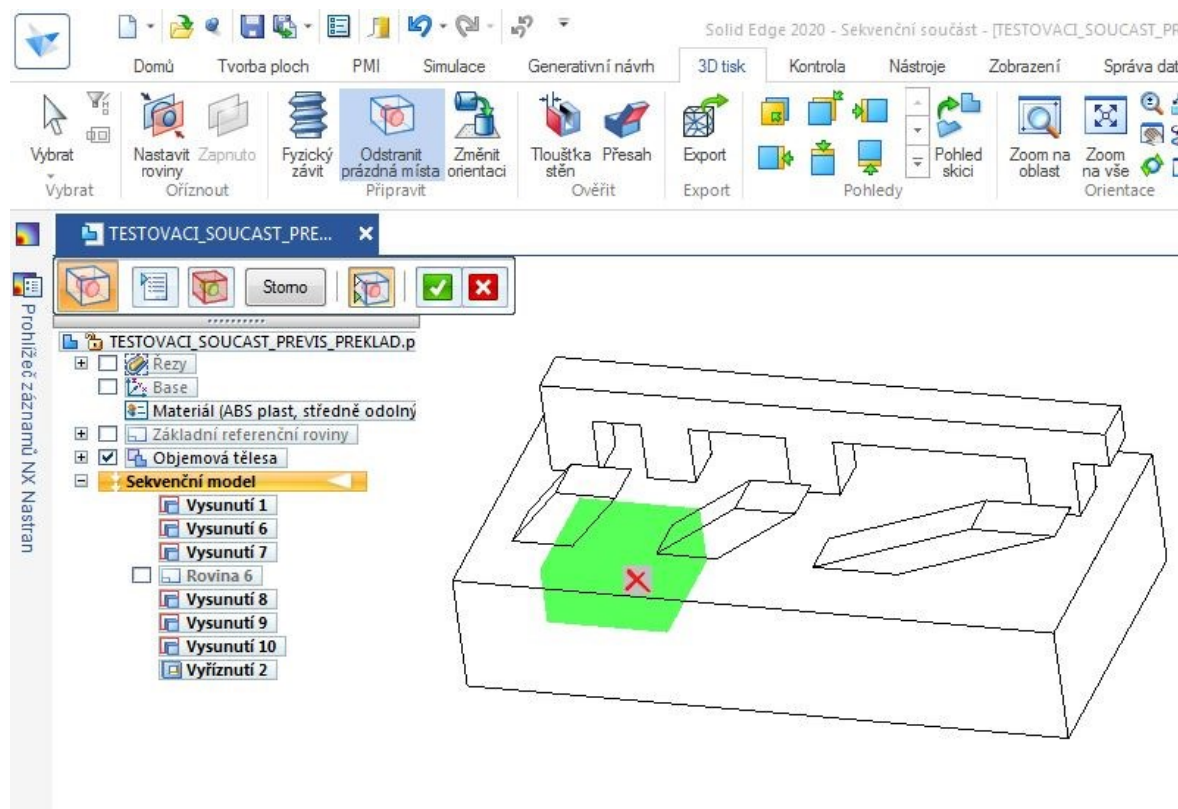 Solid Edge 2020 - Sekvenční součást - [TESTOVACI_SOUCAST_PR
Domů Tvorba ploch PMI Simulace Generativní návrh 3D tisk Kontrola Nástroje Zobrazení Správa dat
Vybrat
Nastavit roviny
Zapnuto
Fyzický závit
Odstranit prázdná místa
Změnit orientaci
Tloušťka stěn
Přesah
Export
Pohled skici
Zoom na oblast
Zoom na vše
Vybrat Oříznout Připravit Ověřit Export Pohledy Orientace
TESTOVACI_SOUCAST_PRE...
Storno
Prohlížeč záznamů NX Nastran
TESTOVACI_SOUCAST_PREVIS_PREKLAD.p
Řezy
Base
Materiál (ABS plast, středně odolný
Základní referenční roviny
Objemová tělesa
Sekvenční model
Vysunutí 1
Vysunutí 6
Vysunutí 7
Rovina 6
Vysunutí 8
Vysunutí 9
Vysunutí 10
Vyříznutí 2